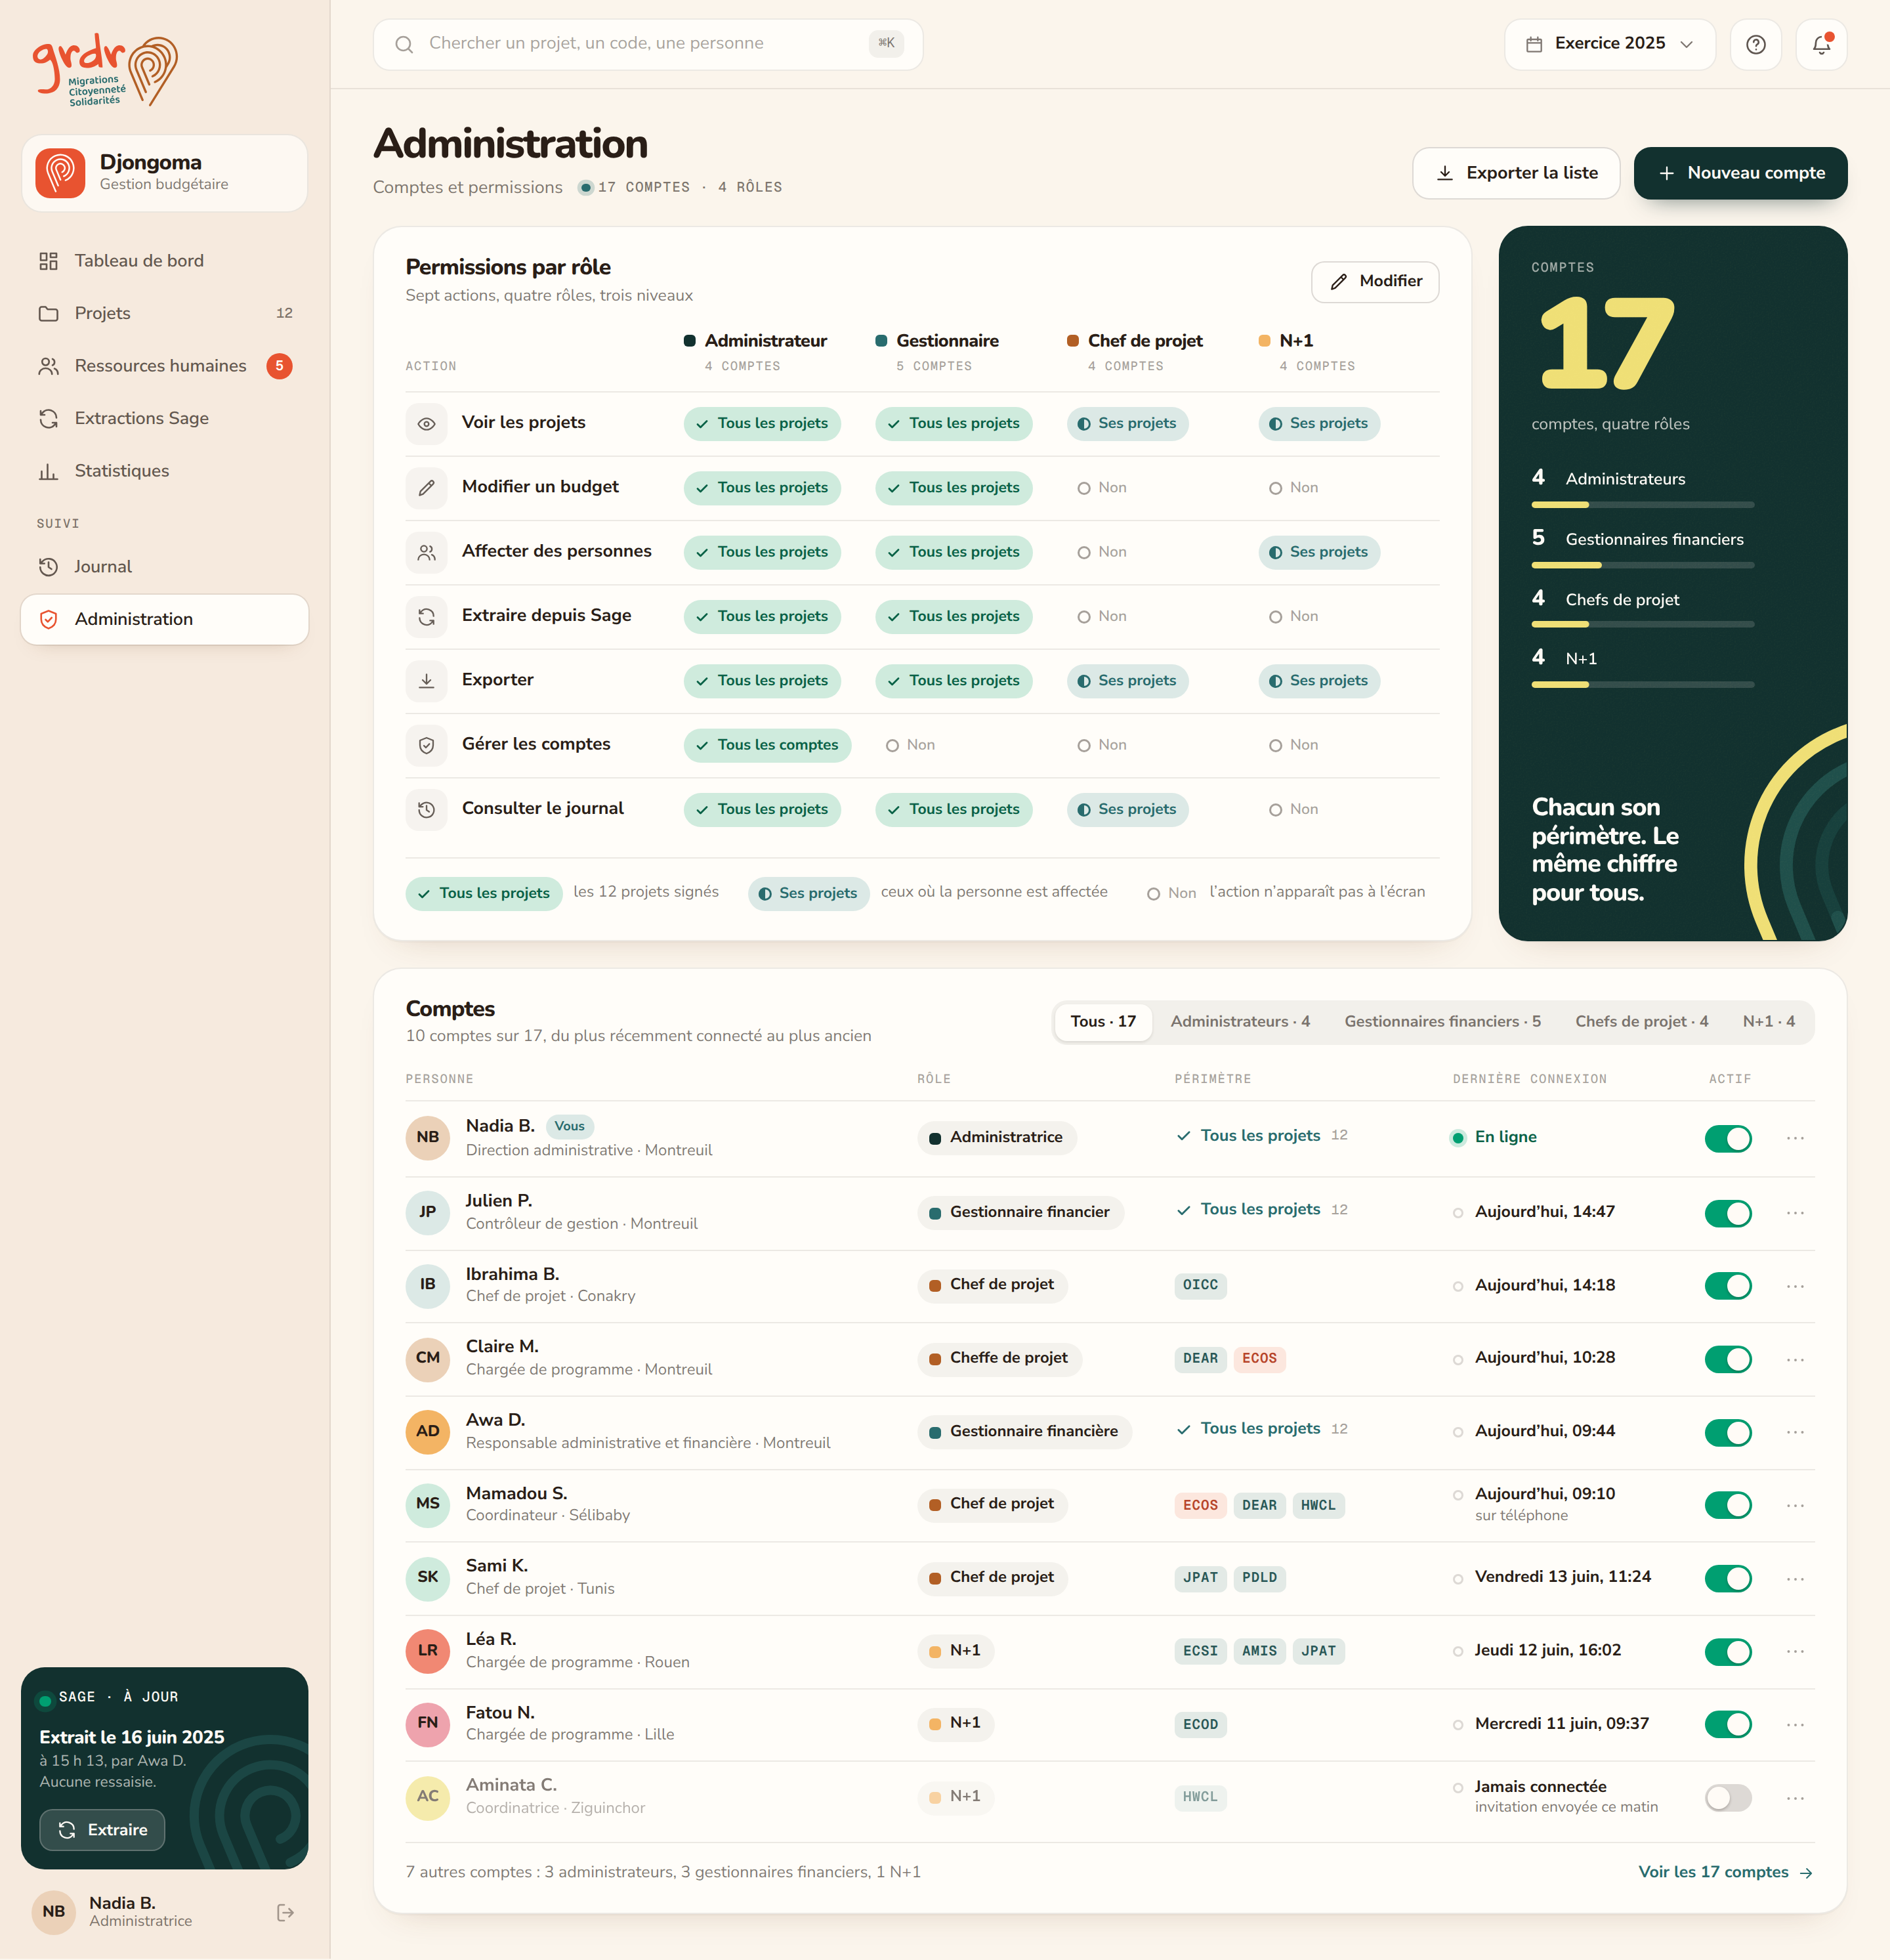 grdr
Migrations
Citoyenneté
Solidarités
Djongoma
Gestion budgétaire
Tableau de bord
Projets 12
Ressources humaines 5
Extractions Sage
Statistiques
SUIVI
Journal
Administration
SAGE · À JOUR
Extrait le 16 juin 2025
à 15 h 13, par Awa D.
Aucune ressaisie.
Extraire
NB Nadia B.
Administratrice
Chercher un projet, un code, une personne ⌘K
Exercice 2025
Administration
Comptes et permissions 17 COMPTES · 4 RÔLES
Exporter la liste
Nouveau compte
Permissions par rôle
Sept actions, quatre rôles, trois niveaux
Modifier
Administrateur Gestionnaire Chef de projet N+1
ACTION 4 COMPTES 5 COMPTES 4 COMPTES 4 COMPTES
Voir les projets Tous les projets Tous les projets Ses projets Ses projets
Modifier un budget Tous les projets Tous les projets Non Non
Affecter des personnes Tous les projets Tous les projets Non Ses projets
Extraire depuis Sage Tous les projets Tous les projets Non Non
Exporter Tous les projets Tous les projets Ses projets Ses projets
Gérer les comptes Tous les comptes Non Non Non
Consulter le journal Tous les projets Tous les projets Ses projets Non
Tous les projets les 12 projets signés Ses projets ceux où la personne est affectée Non l’action n’apparaît pas à l’écran
COMPTES
17
comptes, quatre rôles
4 Administrateurs
5 Gestionnaires financiers
4 Chefs de projet
4 N+1
Chacun son
périmètre. Le
même chiffre
pour tous.
Comptes
10 comptes sur 17, du plus récemment connecté au plus ancien
Tous · 17 Administrateurs · 4 Gestionnaires financiers · 5 Chefs de projet · 4 N+1 · 4
PERSONNE RÔLE PÉRIMÈTRE DERNIÈRE CONNEXION ACTIF
NB Nadia B. Vous Administratrice Tous les projets 12 En ligne ···
Direction administrative · Montreuil
JP Julien P. Gestionnaire financier Tous les projets 12 Aujourd’hui, 14:47 ···
Contrôleur de gestion · Montreuil
IB Ibrahima B. Chef de projet OICC Aujourd’hui, 14:18 ···
Chef de projet · Conakry
CM Claire M. Cheffe de projet DEAR ECOS Aujourd’hui, 10:28 ···
Chargée de programme · Montreuil
AD Awa D. Gestionnaire financière Tous les projets 12 Aujourd’hui, 09:44 ···
Responsable administrative et financière · Montreuil
MS Mamadou S. Chef de projet ECOS DEAR HWCL Aujourd’hui, 09:10 ···
Coordinateur · Sélibaby sur téléphone
SK Sami K. Chef de projet JPAT PDLD Vendredi 13 juin, 11:24 ···
Chef de projet · Tunis
LR Léa R. N+1 ECSI AMIS JPAT Jeudi 12 juin, 16:02 ···
Chargée de programme · Rouen
FN Fatou N. N+1 ECOD Mercredi 11 juin, 09:37 ···
Chargée de programme · Lille
AC Aminata C. N+1 HWCL Jamais connectée ···
Coordinatrice · Ziguinchor invitation envoyée ce matin
7 autres comptes : 3 administrateurs, 3 gestionnaires financiers, 1 N+1 Voir les 17 comptes